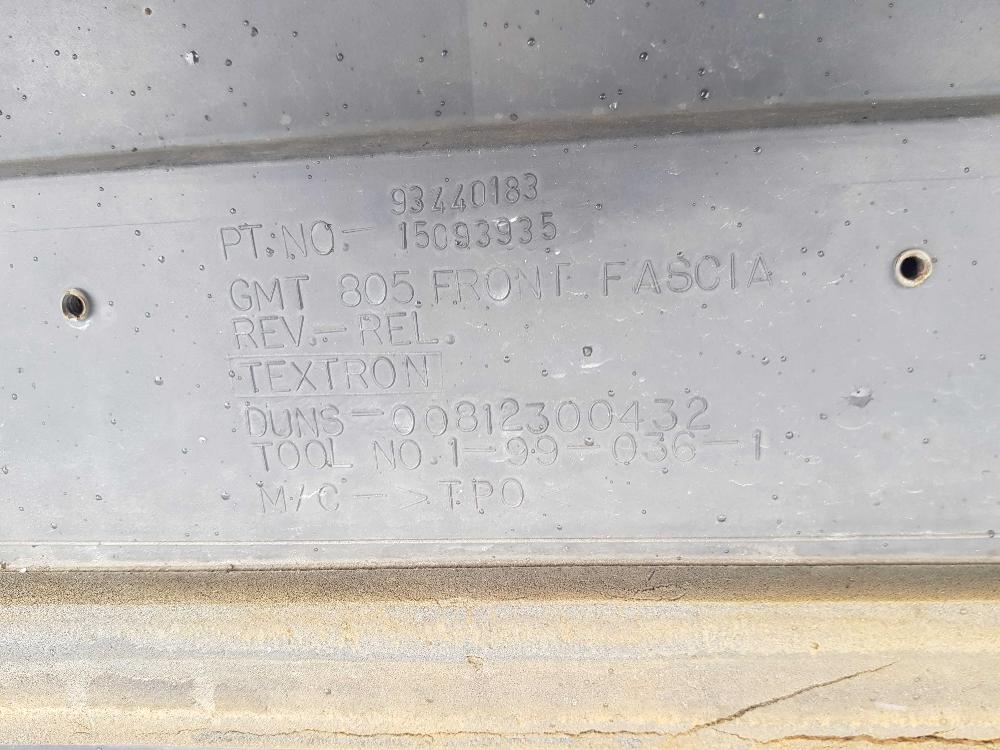 93440183
PT. NO. - 15093935
GMT 805 FRONT FASCIA
REV. - REL.
TEXTRON
DUNS - 00812300432
TOOL NO. 1-99-036-1
M/C - >TPO<